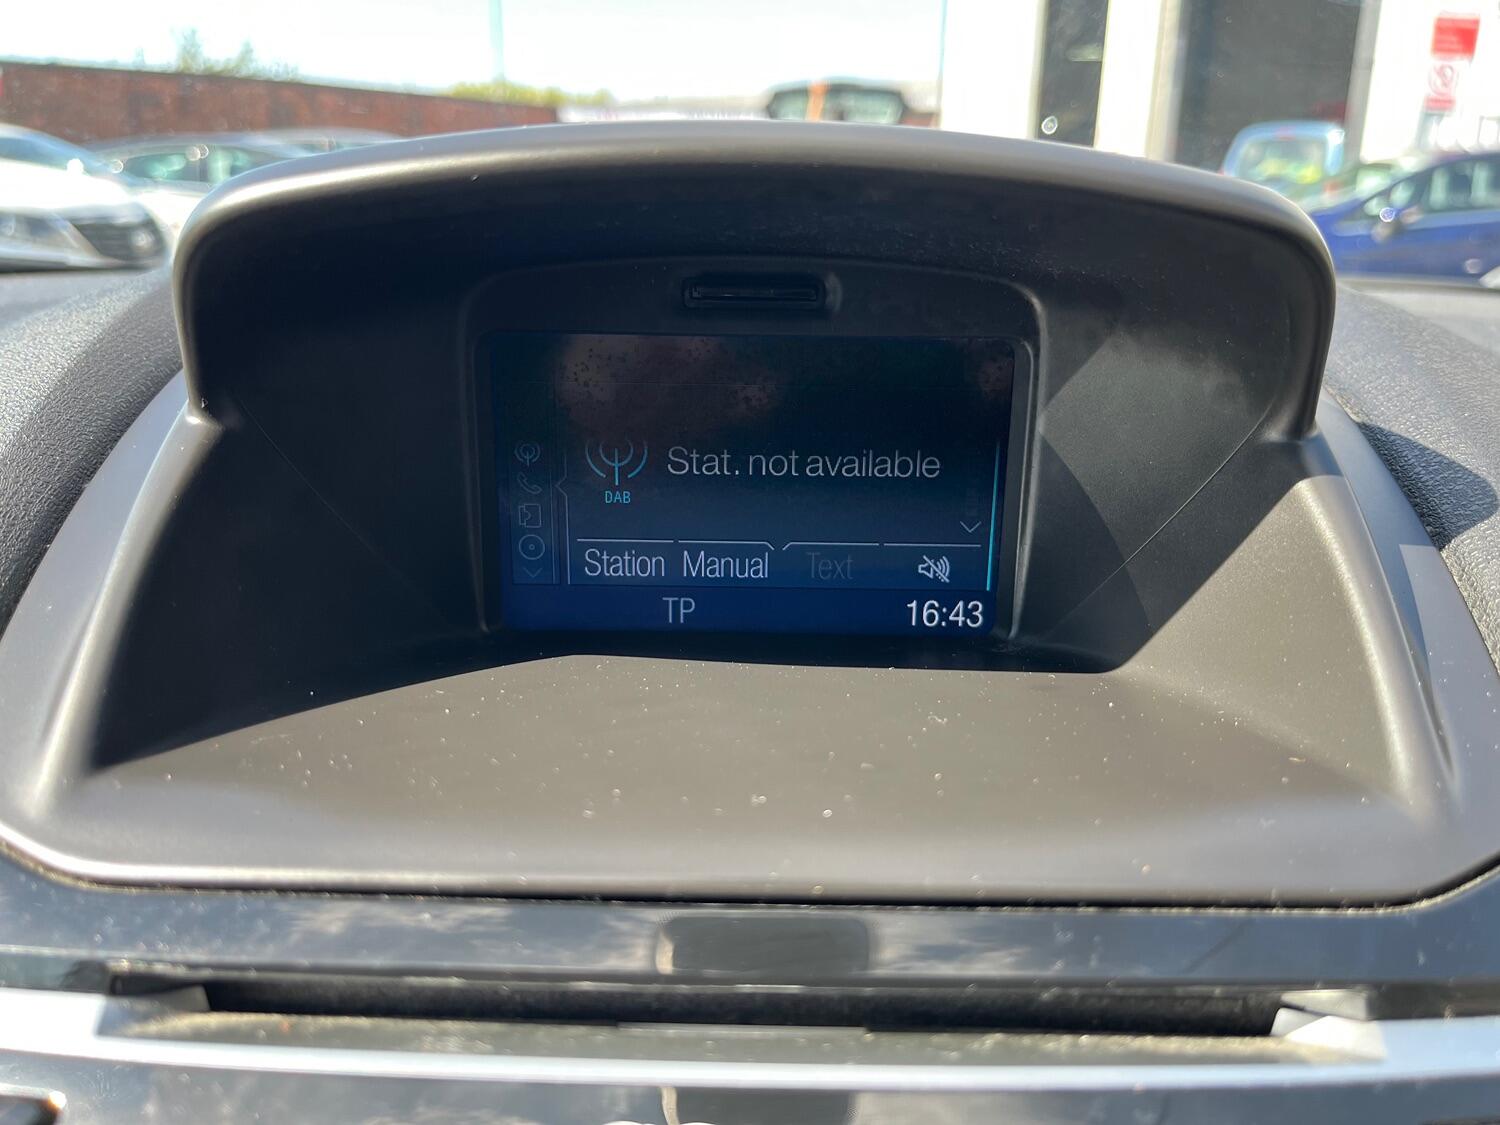 Stat. not available
DAB
Station Manual Text
TP 16:43